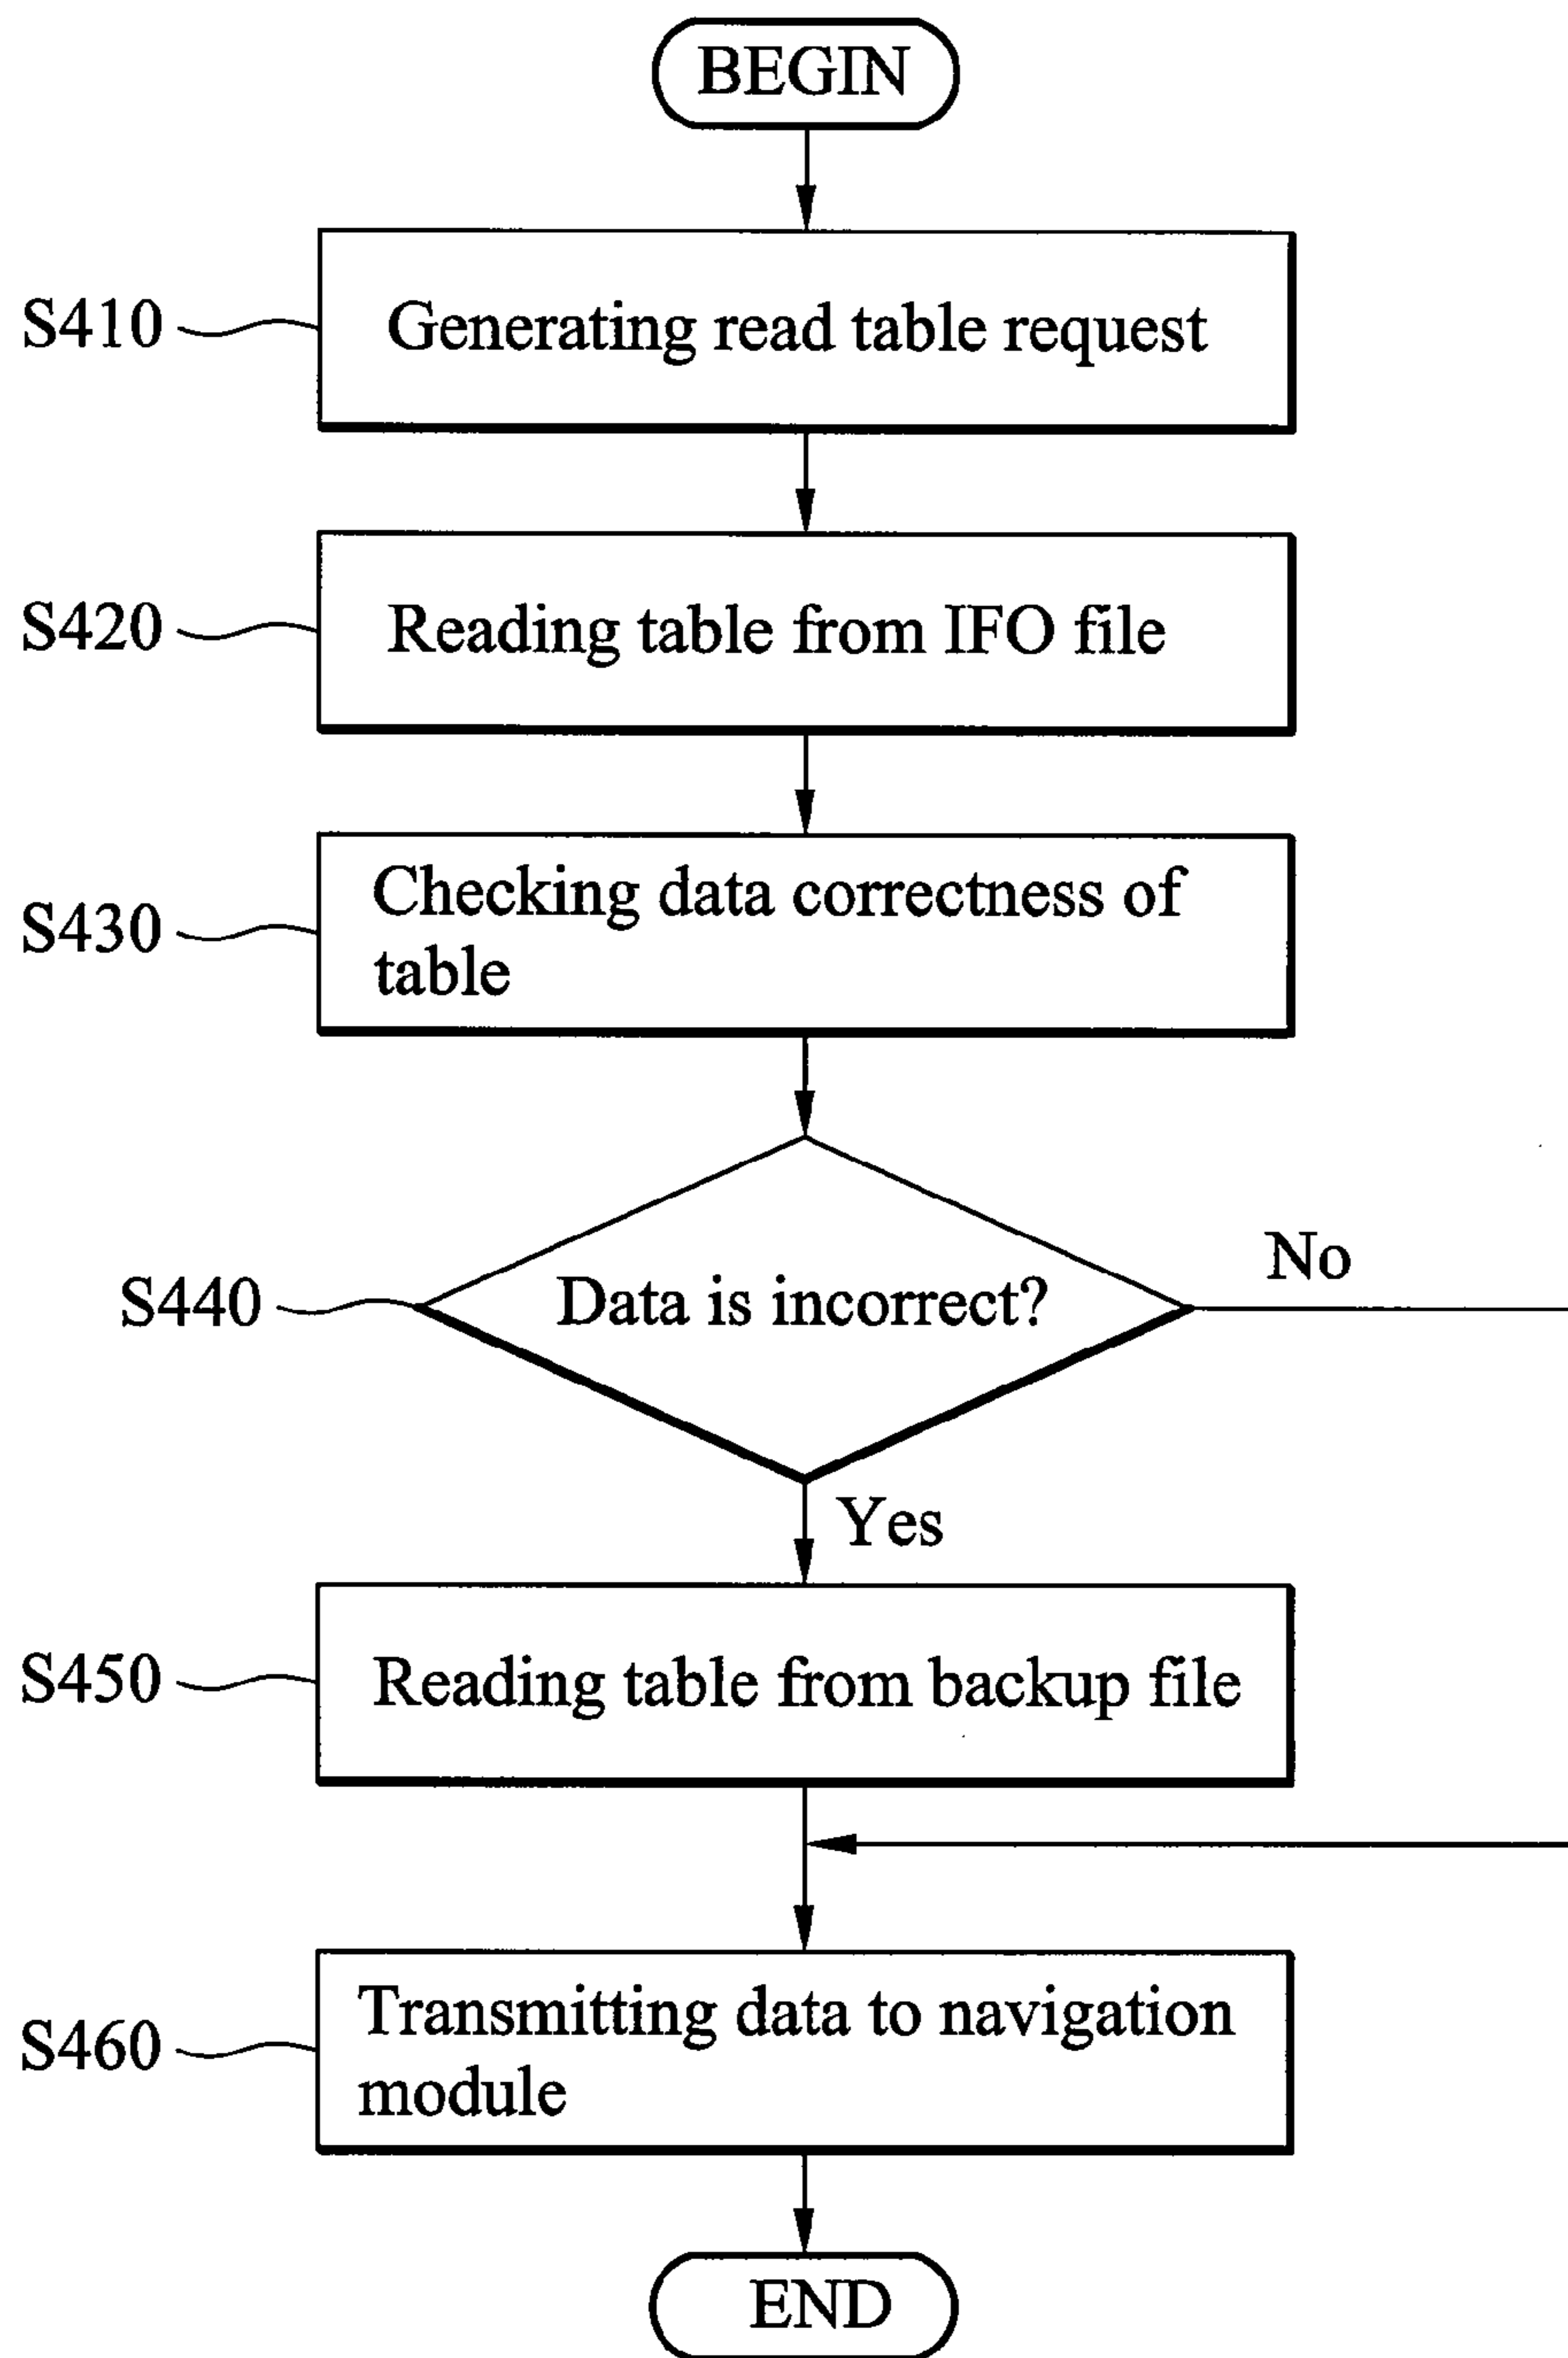 BEGIN
S410
Generating read table request
S420
Reading table from IFO file
S430
Checking data correctness of
table
S440
Data is incorrect?
No
Yes
S450
Reading table from backup file
S460
Transmitting data to navigation
module
END